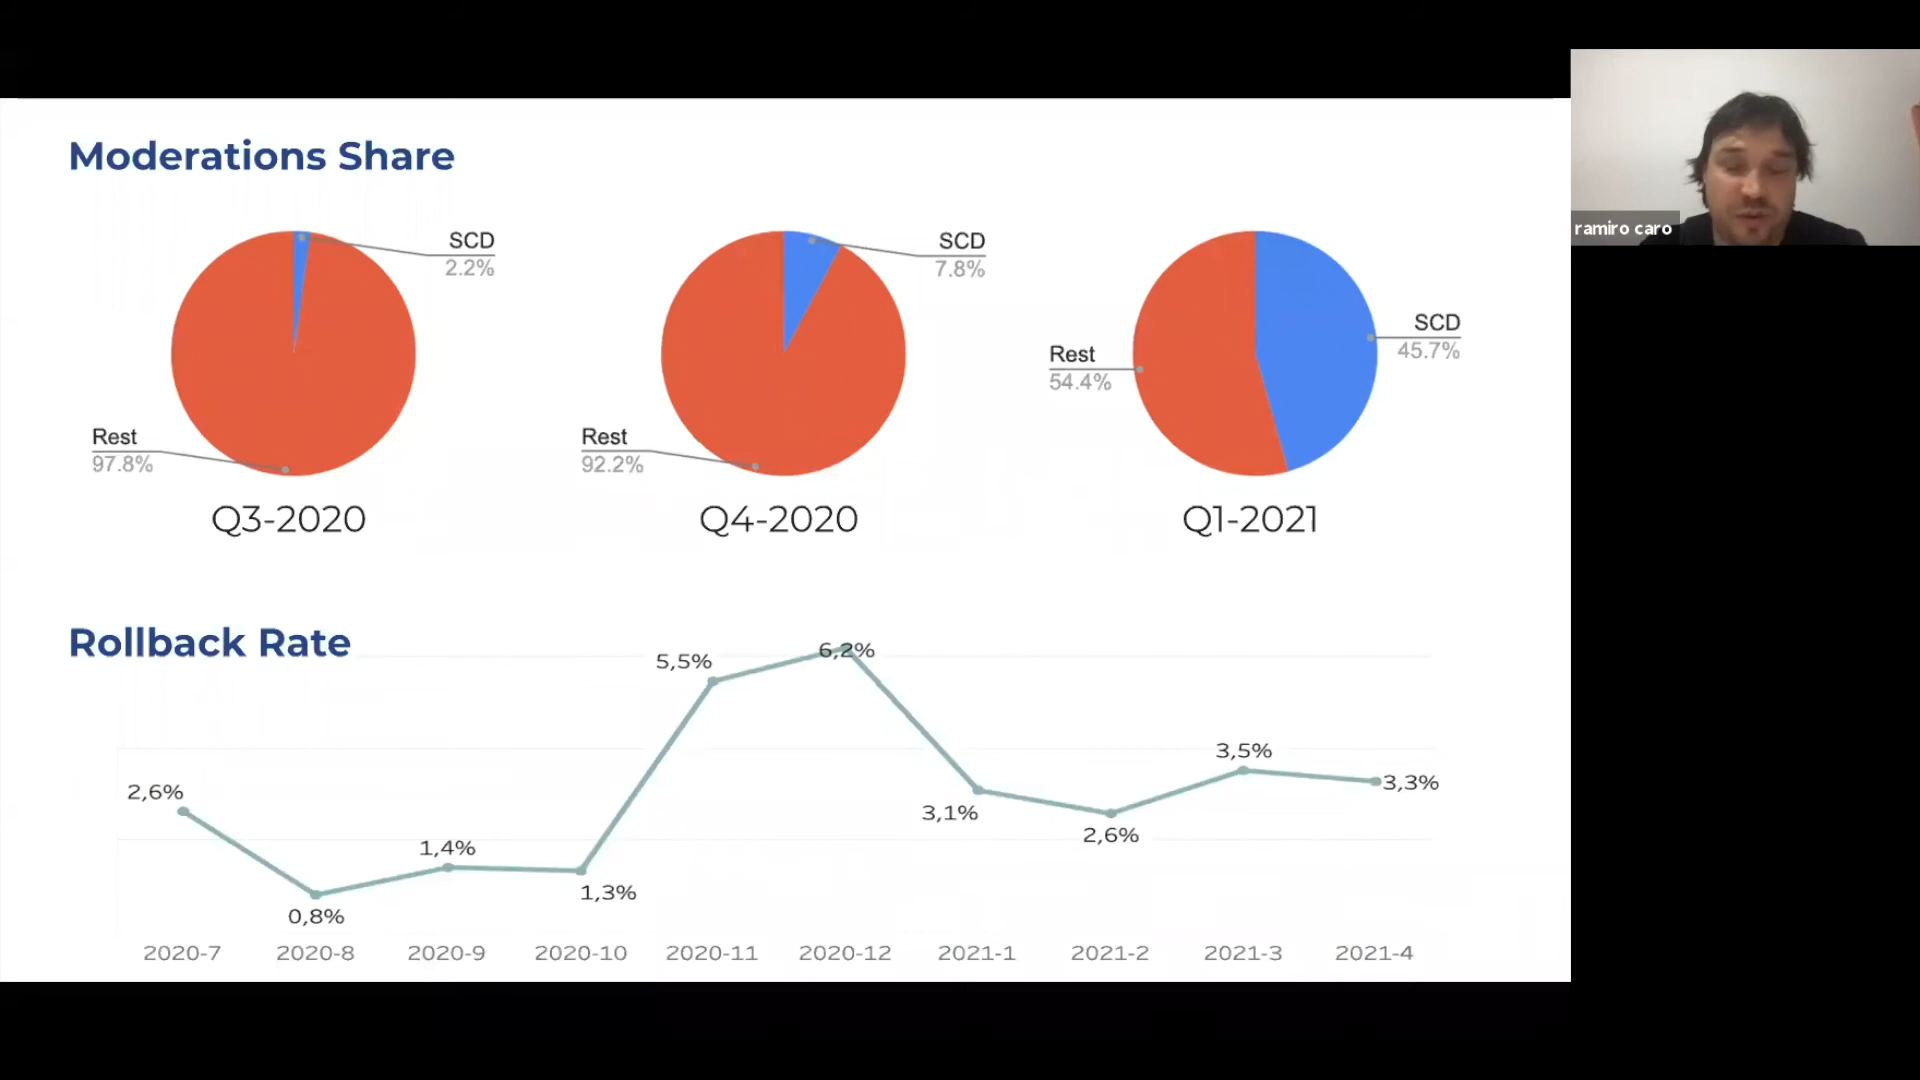 Moderations Share
SCD
2.2%
Rest
97.8%
Q3-2020
SCD
7.8%
Rest
92.2%
Q4-2020
SCD
45.7%
Rest
54.4%
Q1-2021
ramiro caro
Rollback Rate
2,6%
0,8%
1,4%
1,3%
5,5%
6,2%
3,1%
2,6%
3,5%
3,3%
2020-7 2020-8 2020-9 2020-10 2020-11 2020-12 2021-1 2021-2 2021-3 2021-4